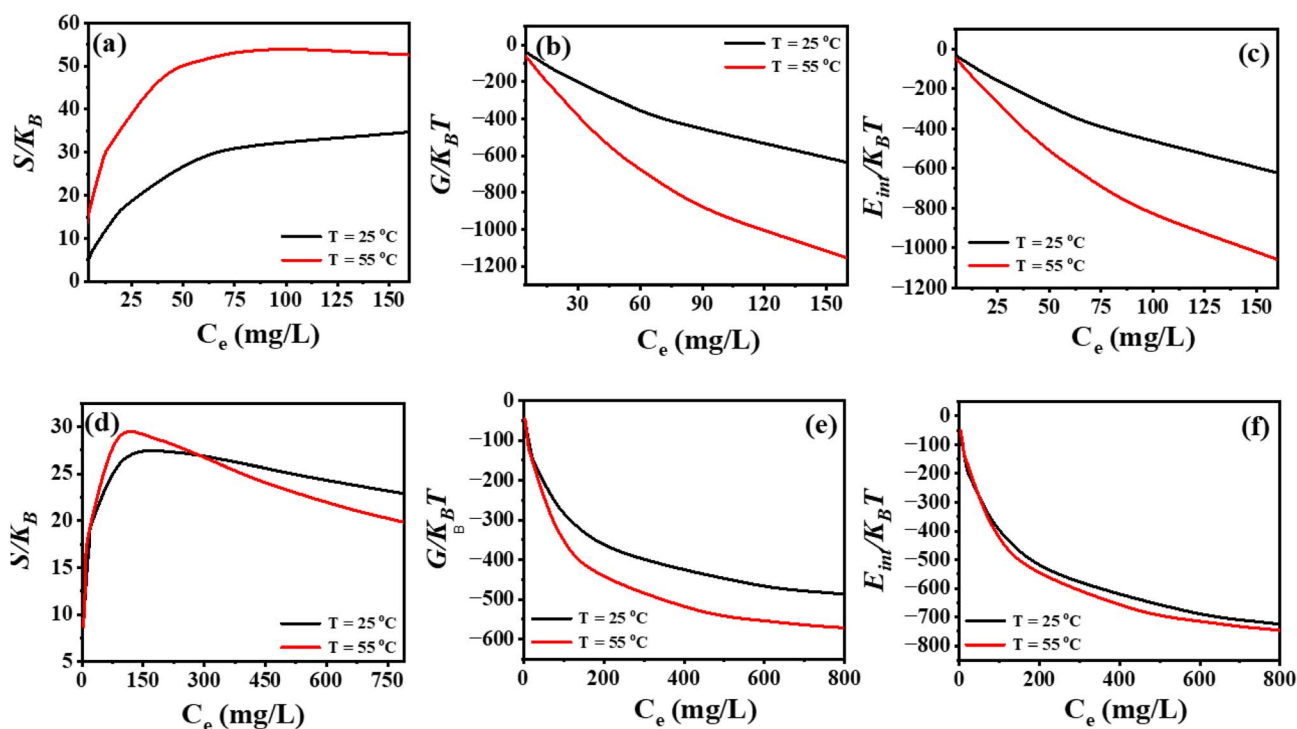 (a)
S/K_B
60
50
40
30
20
10
0
25 50 75 100 125 150
C_e (mg/L)
T = 25 °C
T = 55 °C
(b)
G/K_BT
0
−200
−400
−600
−800
−1000
−1200
30 60 90 120 150
C_e (mg/L)
T = 25 °C
T = 55 °C
(c)
E_int/K_BT
0
−200
−400
−600
−800
−1000
−1200
25 50 75 100 125 150
C_e (mg/L)
T = 25 °C
T = 55 °C
(d)
S/K_B
30
25
20
15
10
5
0 150 300 450 600 750
C_e (mg/L)
T = 25 °C
T = 55 °C
(e)
G/K_BT
B
0
−100
−200
−300
−400
−500
−600
0 200 400 600 800
C_e (mg/L)
T = 25 °C
T = 55 °C
(f)
E_int/K_BT
0
−100
−200
−300
−400
−500
−600
−700
−800
0 200 400 600 800
C_e (mg/L)
T = 25 °C
T = 55 °C